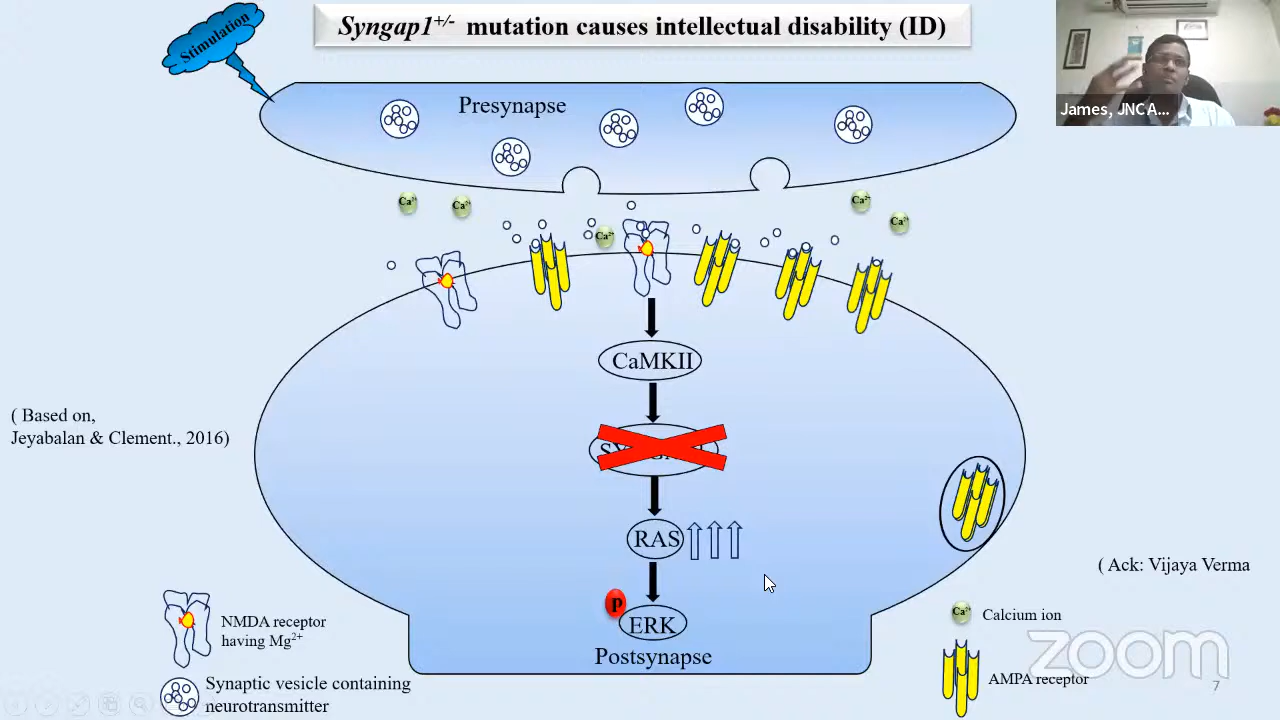 Stimulation
Syngap1+/- mutation causes intellectual disability (ID)
James, JNCA...
Presynapse
Ca²⁺
Ca²⁺
Ca²⁺
Ca²⁺
Ca²⁺
CaMKII
( Based on,
Jeyabalan & Clement., 2016)
RAS
( Ack: Vijaya Verma
p
ERK
Postsynapse
NMDA receptor
having Mg²⁺
Synaptic vesicle containing
neurotransmitter
Ca²⁺
Calcium ion
AMPA receptor
zoom
7